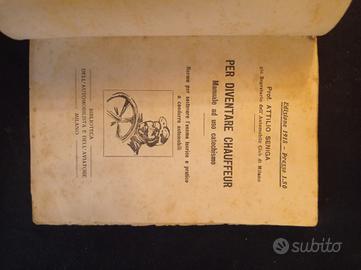 Edizione 1915 - Prezzo 1,50
Prof. ATTILIO SENIGA
già Segretario dell'Automobile Club di Milano
PER DIVENTARE CHAUFFEUR
Manuale ad uso catechismo
Norme per sostenere l'esame teorico e pratico
a condurre automobili
BIBLIOTECA
DELL'AUTOMOBILISTA E DELL'AVIATORE
MILANO
subito